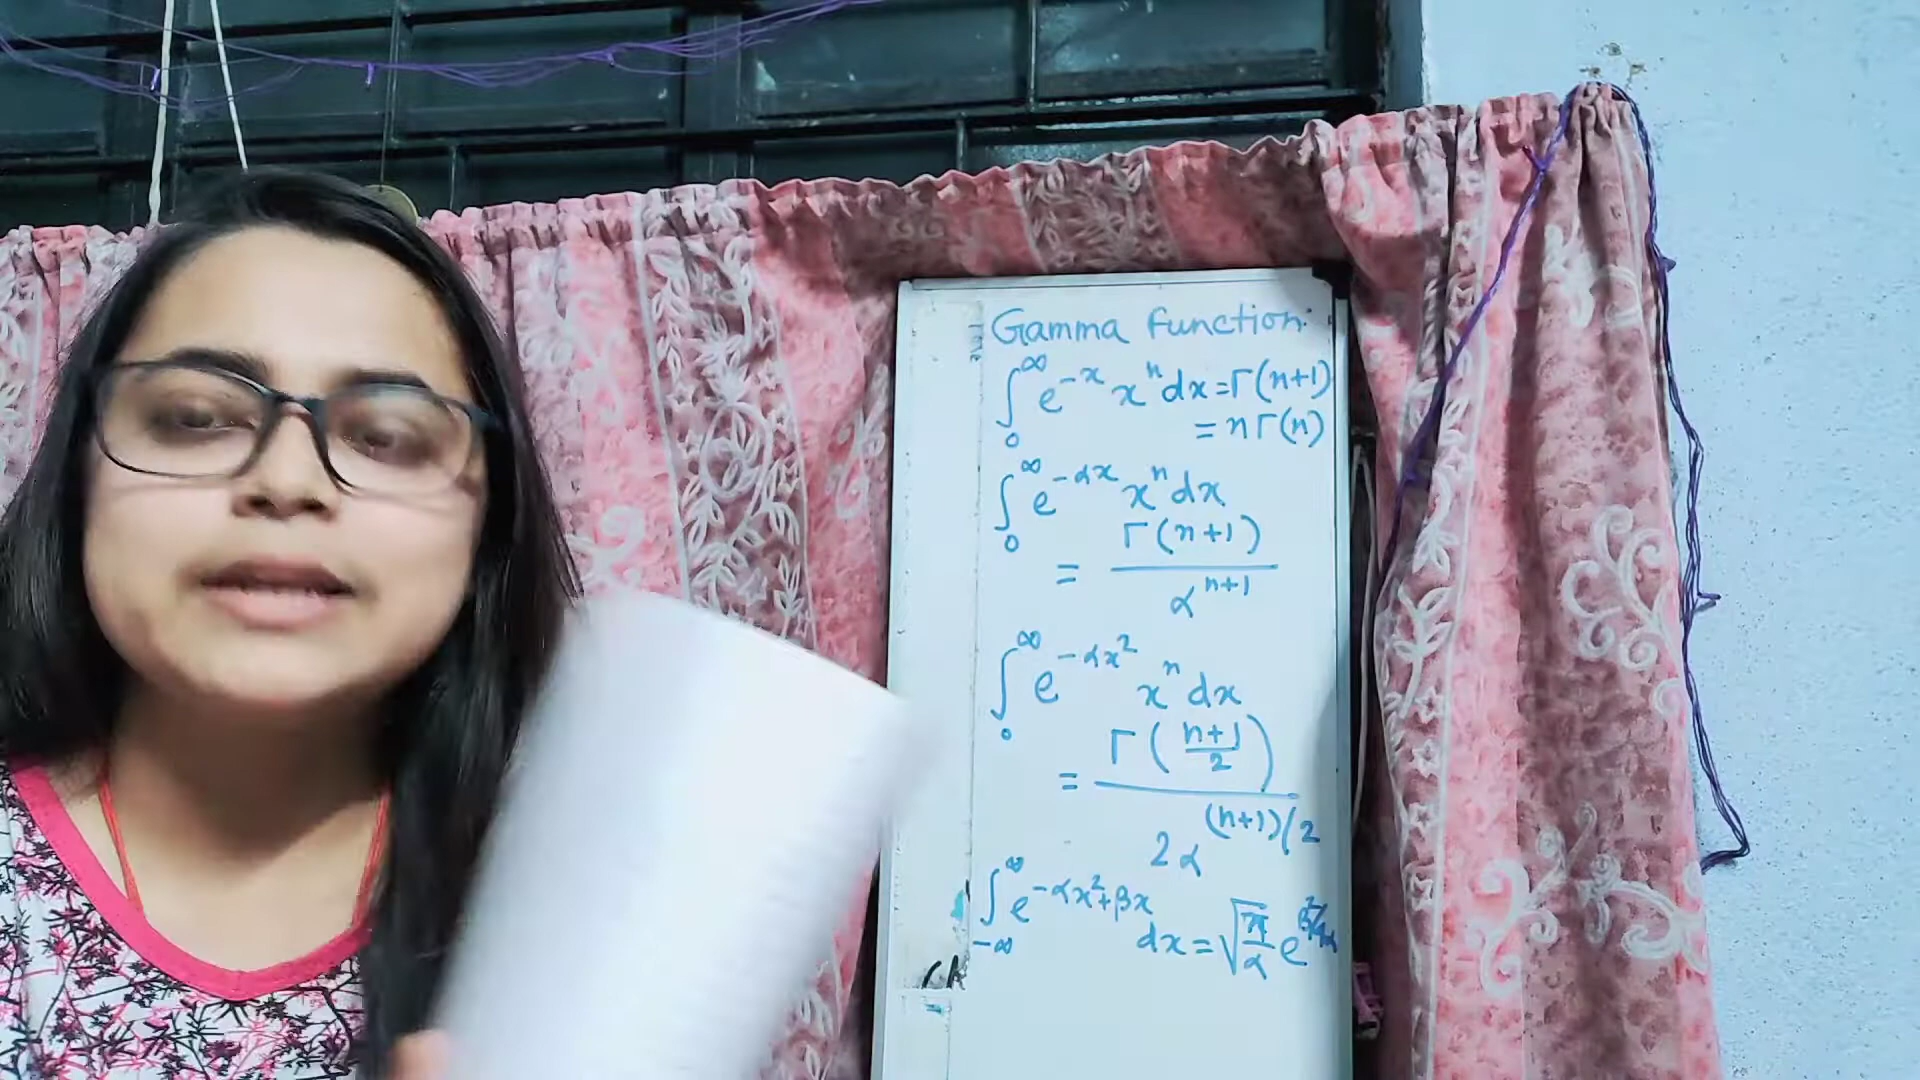 Gamma function:
∫₀^∞ e^{-x} x^n dx = Γ(n+1)
= n Γ(n)
∫₀^∞ e^{-αx} x^n dx
= Γ(n+1) / α^{n+1}
∫₀^∞ e^{-αx²} x^n dx
= Γ((n+1)/2) / 2α^{(n+1)/2}
∫_{-∞}^∞ e^{-αx²+βx}
dx = √(π/α) e^{β²/4α}